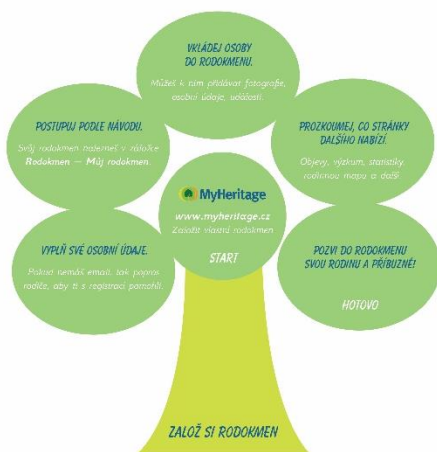 VKLÁDEJ OSOBY
DO RODOKMENU.
Můžeš k nim přidávat fotografie,
osobní údaje, události.
POSTUPUJ PODLE NÁVODU.
Svůj rodokmen nalezneš v záložce
Rodokmen – Můj rodokmen.
PROZKOUMEJ, CO STRÁNKY
DALŠÍHO NABÍZÍ.
Objevy, výzkum, statistiky
rodinnou mapu a další.
MyHeritage
www.myheritage.cz
Založit vlastní rodokmen
START
VYPLŇ SVÉ OSOBNÍ ÚDAJE.
Pokud nemáš email, tak popros
rodiče, aby ti s registrací pomohli.
POZVI DO RODOKMENU
SVOU RODINU A PŘÍBUZNÉ!
HOTOVO
ZALOŽ SI RODOKMEN